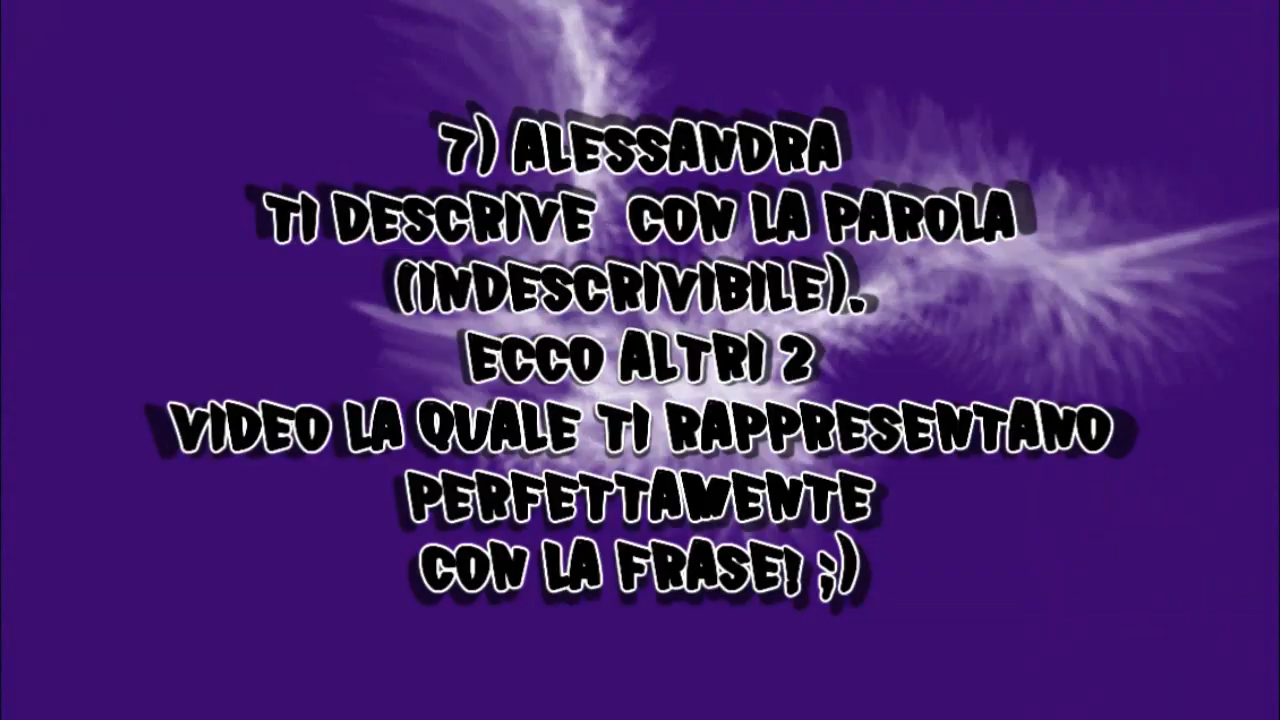 7) ALESSANDRA
TI DESCRIVE CON LA PAROLA
(INDESCRIVIBILE).
ECCO ALTRI 2
VIDEO LA QUALE TI RAPPRESENTANO
PERFETTAMENTE
CON LA FRASE! ;)